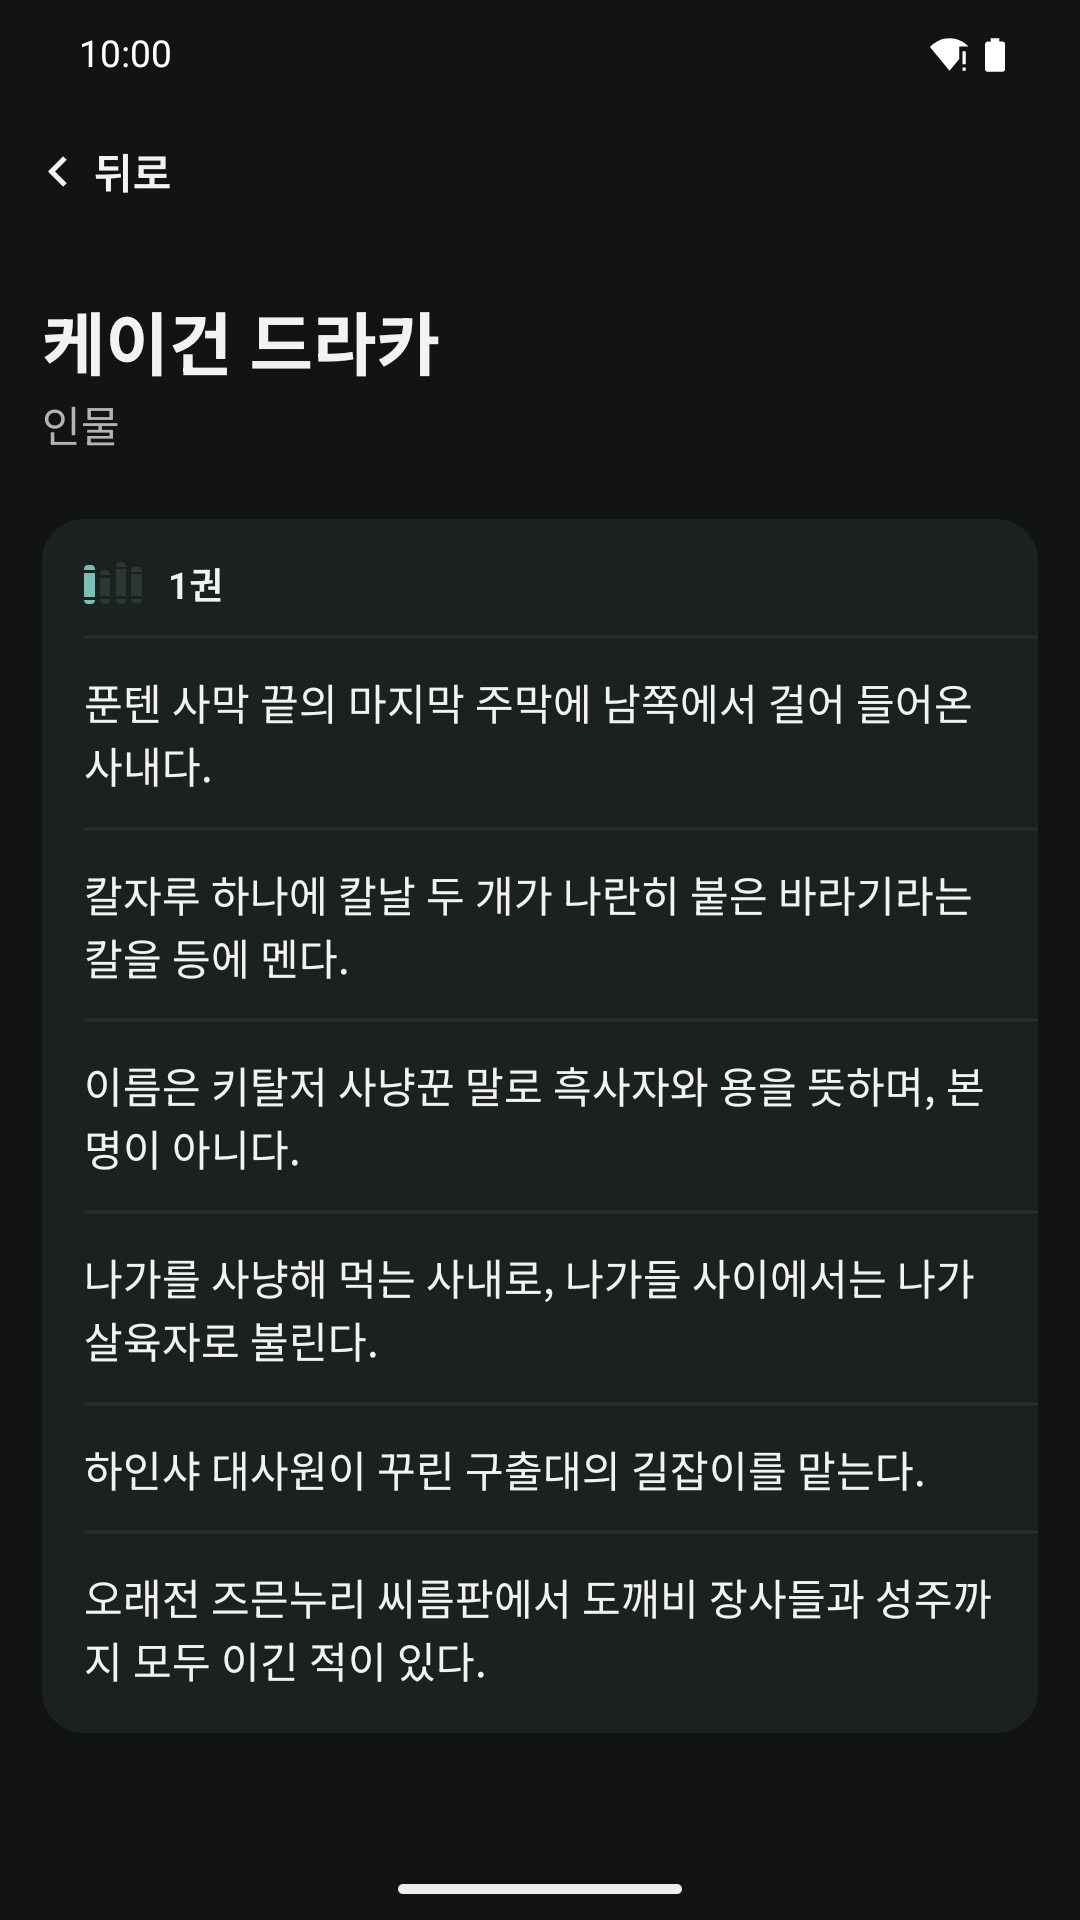 10:00
뒤로
케이건 드라카
인물
1권
푼텐 사막 끝의 마지막 주막에 남쪽에서 걸어 들어온
사내다.
칼자루 하나에 칼날 두 개가 나란히 붙은 바라기라는
칼을 등에 멘다.
이름은 키탈저 사냥꾼 말로 흑사자와 용을 뜻하며, 본
명이 아니다.
나가를 사냥해 먹는 사내로, 나가들 사이에서는 나가
살육자로 불린다.
하인샤 대사원이 꾸린 구출대의 길잡이를 맡는다.
오래전 즈믄누리 씨름판에서 도깨비 장사들과 성주까
지 모두 이긴 적이 있다.